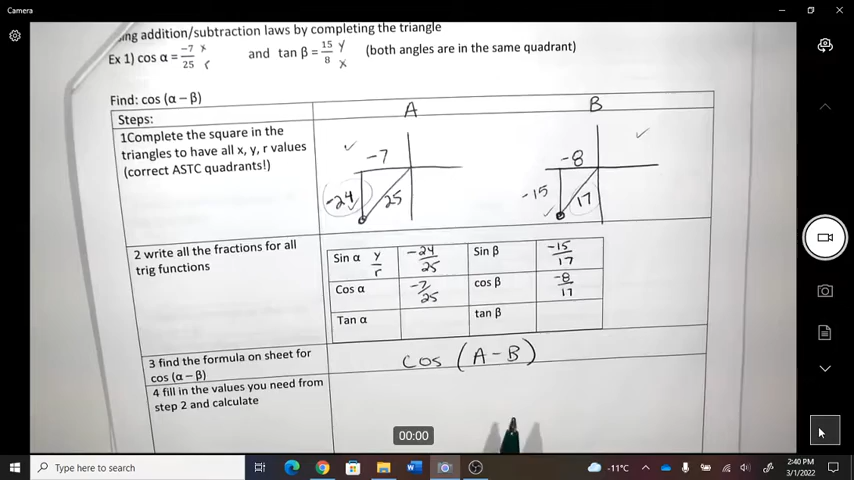 Camera
ing addition/subtraction laws by completing the triangle
Ex 1) cos α = -7/25 x r and tan β = 15/8 y x (both angles are in the same quadrant)
Find: cos (α – β)
Steps:
A
B
1Complete the square in the
triangles to have all x, y, r values
(correct ASTC quadrants!)
-7
-24
25
-8
-15
17
2 write all the fractions for all
trig functions
Sin α y/r -24/25 Sin β -15/17
Cos α -7/25 cos β -8/17
Tan α tan β
3 find the formula on sheet for
cos (α – β)
cos (A - B)
4 fill in the values you need from
step 2 and calculate
00:00
Type here to search
-11°C
2:40 PM
3/1/2022